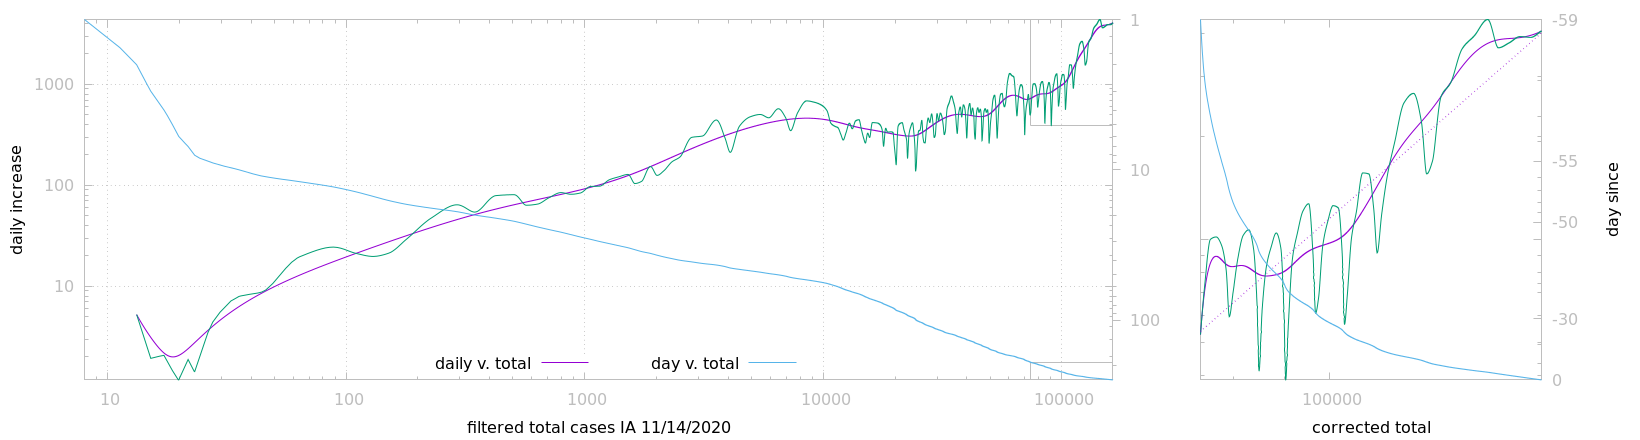 1000
100
10
daily increase
10
100
1000
10000
100000
filtered total cases IA 11/14/2020
daily v. total
day v. total
1
10
100
-59
-55
-50
-30
0
day since
100000
corrected total